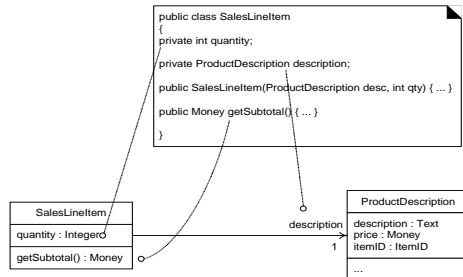 public class SalesLineItem
{
private int quantity;
private ProductDescription description;
public SalesLineItem(ProductDescription desc, int qty) { ... }
public Money getSubtotal() { ... }
}
SalesLineItem
quantity : Integer
getSubtotal() : Money
description
1
ProductDescription
description : Text
price : Money
itemID : ItemID
...